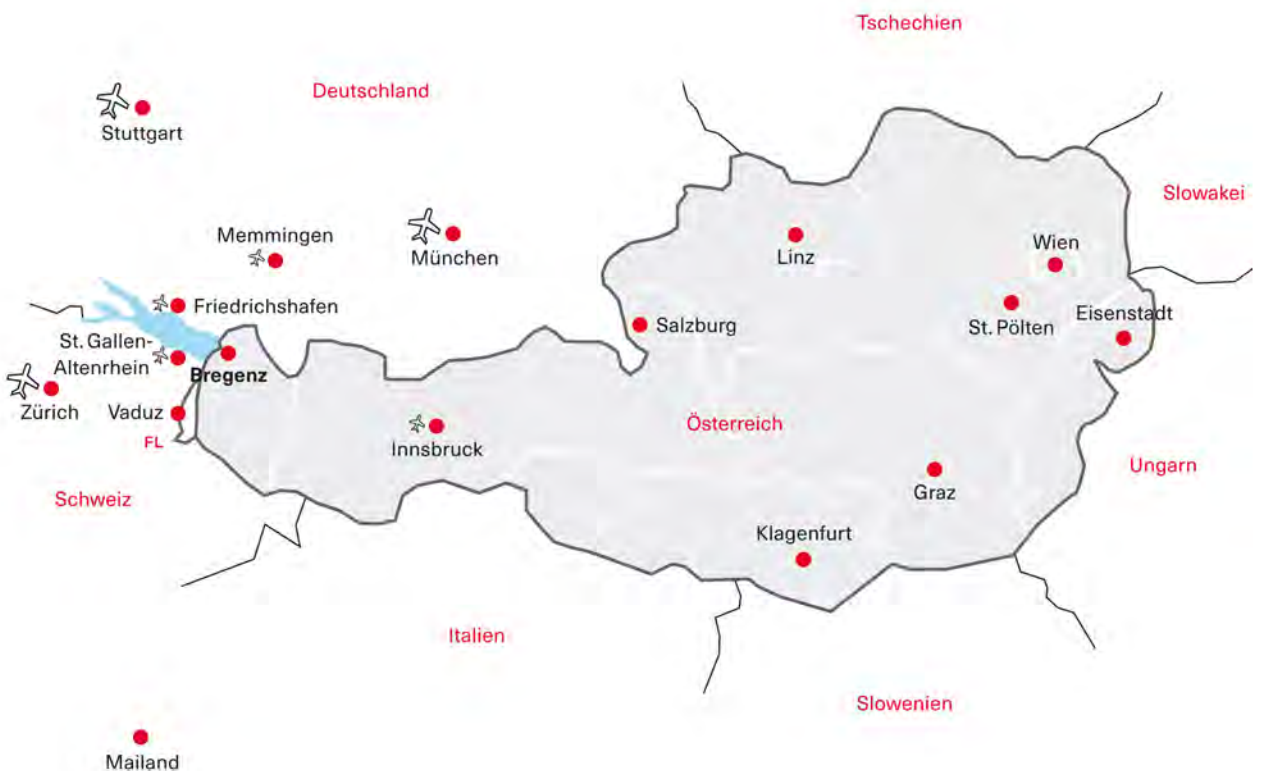 Tschechien
Deutschland
Stuttgart
Slowakei
Memmingen
München
Linz
Wien
Friedrichshafen
St. Pölten
Eisenstadt
Salzburg
St. Gallen-
Altenrhein
Bregenz
Zürich
Vaduz
FL
Innsbruck
Österreich
Ungarn
Graz
Schweiz
Klagenfurt
Italien
Slowenien
Mailand